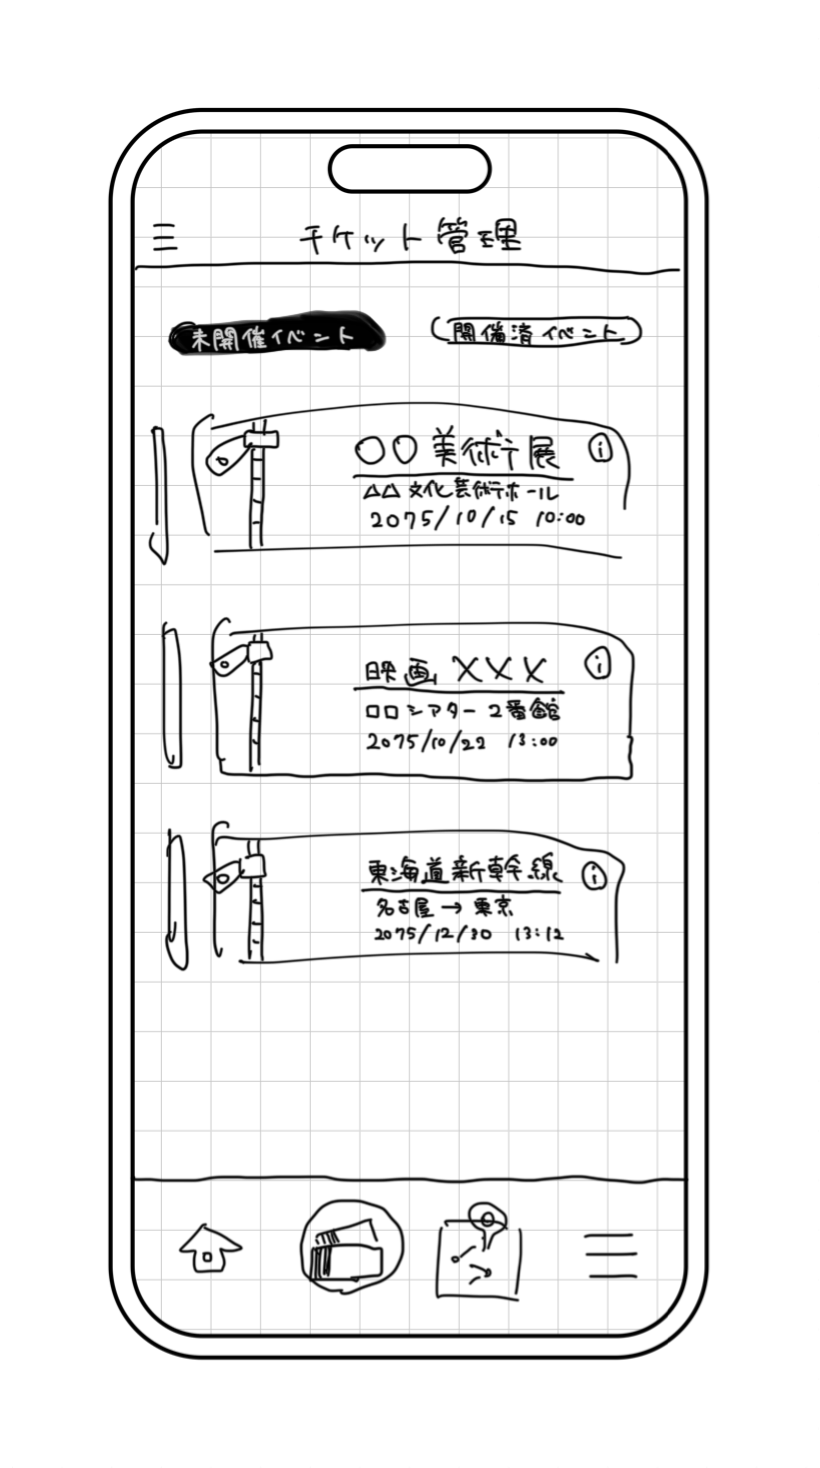 チケット管理
未開催イベント
開催済イベント
〇〇美術展
i
△△文化芸術ホール
2075/10/15 10:00
映画 XXX
i
□□シアター 2番館
2075/10/22 13:00
東海道新幹線
i
名古屋→東京
2075/12/30 13:12